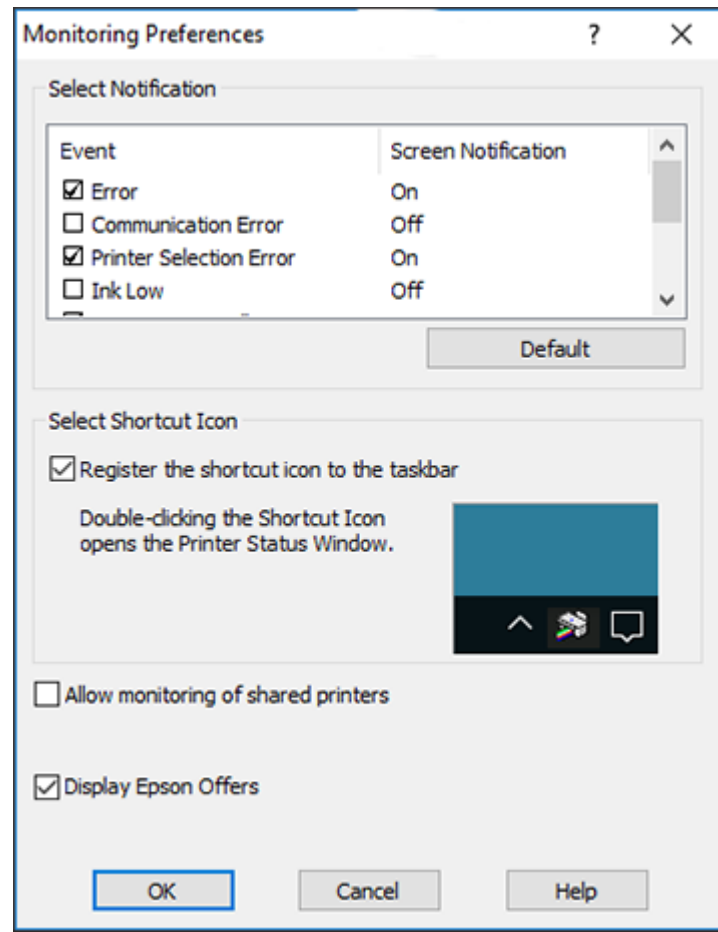 Monitoring Preferences ?
Select Notification
Event Screen Notification
Error On
Communication Error Off
Printer Selection Error On
Ink Low Off
Default
Select Shortcut Icon
Register the shortcut icon to the taskbar
Double-clicking the Shortcut Icon
opens the Printer Status Window.
Allow monitoring of shared printers
Display Epson Offers
OK Cancel Help